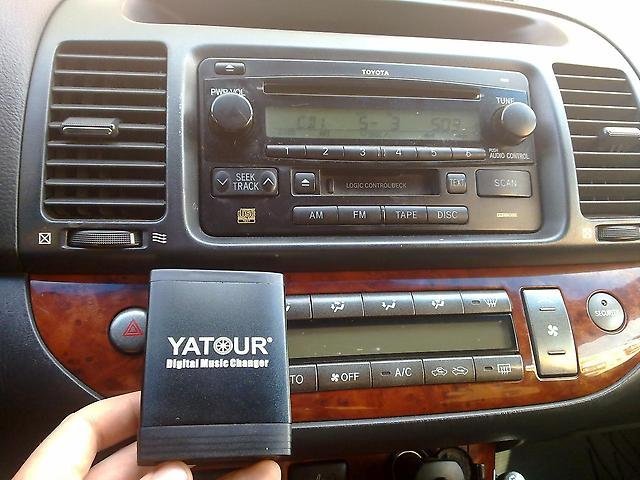 TOYOTA
PWR·VOL
TUNE
1 2 3 4 5 6
PUSH
AUDIO CONTROL
SEEK
TRACK
LOGIC CONTROL DECK
TEXT
SCAN
AM FM TAPE DISC
SECURITY
YATOUR®
Digital Music Changer
OFF
A/C